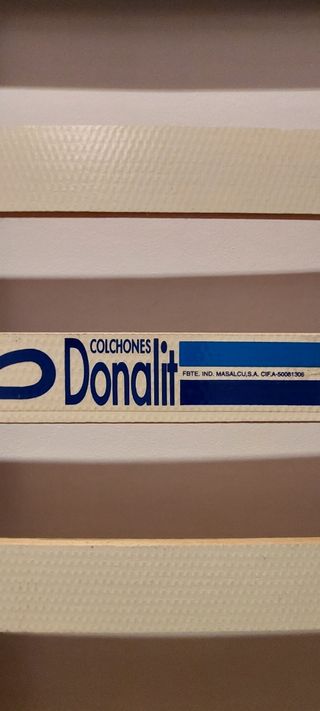 COLCHONES
Donalit
FBTE. IND. MASALCU,S.A. CIF.A-50081306